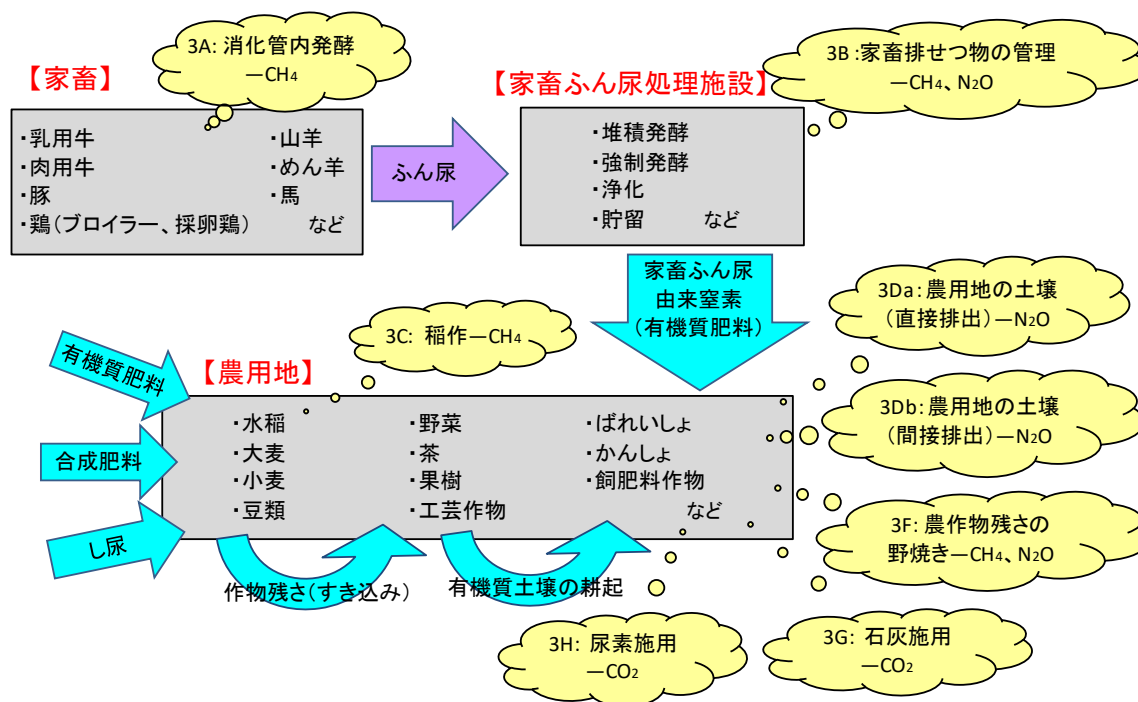 3A: 消化管内発酵
―CH4
3B:家畜排せつ物の管理
―CH4、N2O
【家畜】
【家畜ふん尿処理施設】
・乳用牛
・肉用牛
・豚
・鶏(ブロイラー、採卵鶏)
・山羊
・めん羊
・馬
など
ふん尿
・堆積発酵
・強制発酵
・浄化
・貯留 など
家畜ふん尿
由来窒素
(有機質肥料)
3Da: 農用地の土壌
(直接排出)―N2O
3C: 稲作―CH4
有機質肥料
【農用地】
3Db: 農用地の土壌
(間接排出)―N2O
合成肥料
し尿
・水稲
・大麦
・小麦
・豆類
・野菜
・茶
・果樹
・工芸作物
・ばれいしょ
・かんしょ
・飼肥料作物
など
3F: 農作物残さの
野焼き―CH4、N2O
作物残さ(すき込み)
有機質土壌の耕起
3H: 尿素施用
―CO2
3G: 石灰施用
―CO2